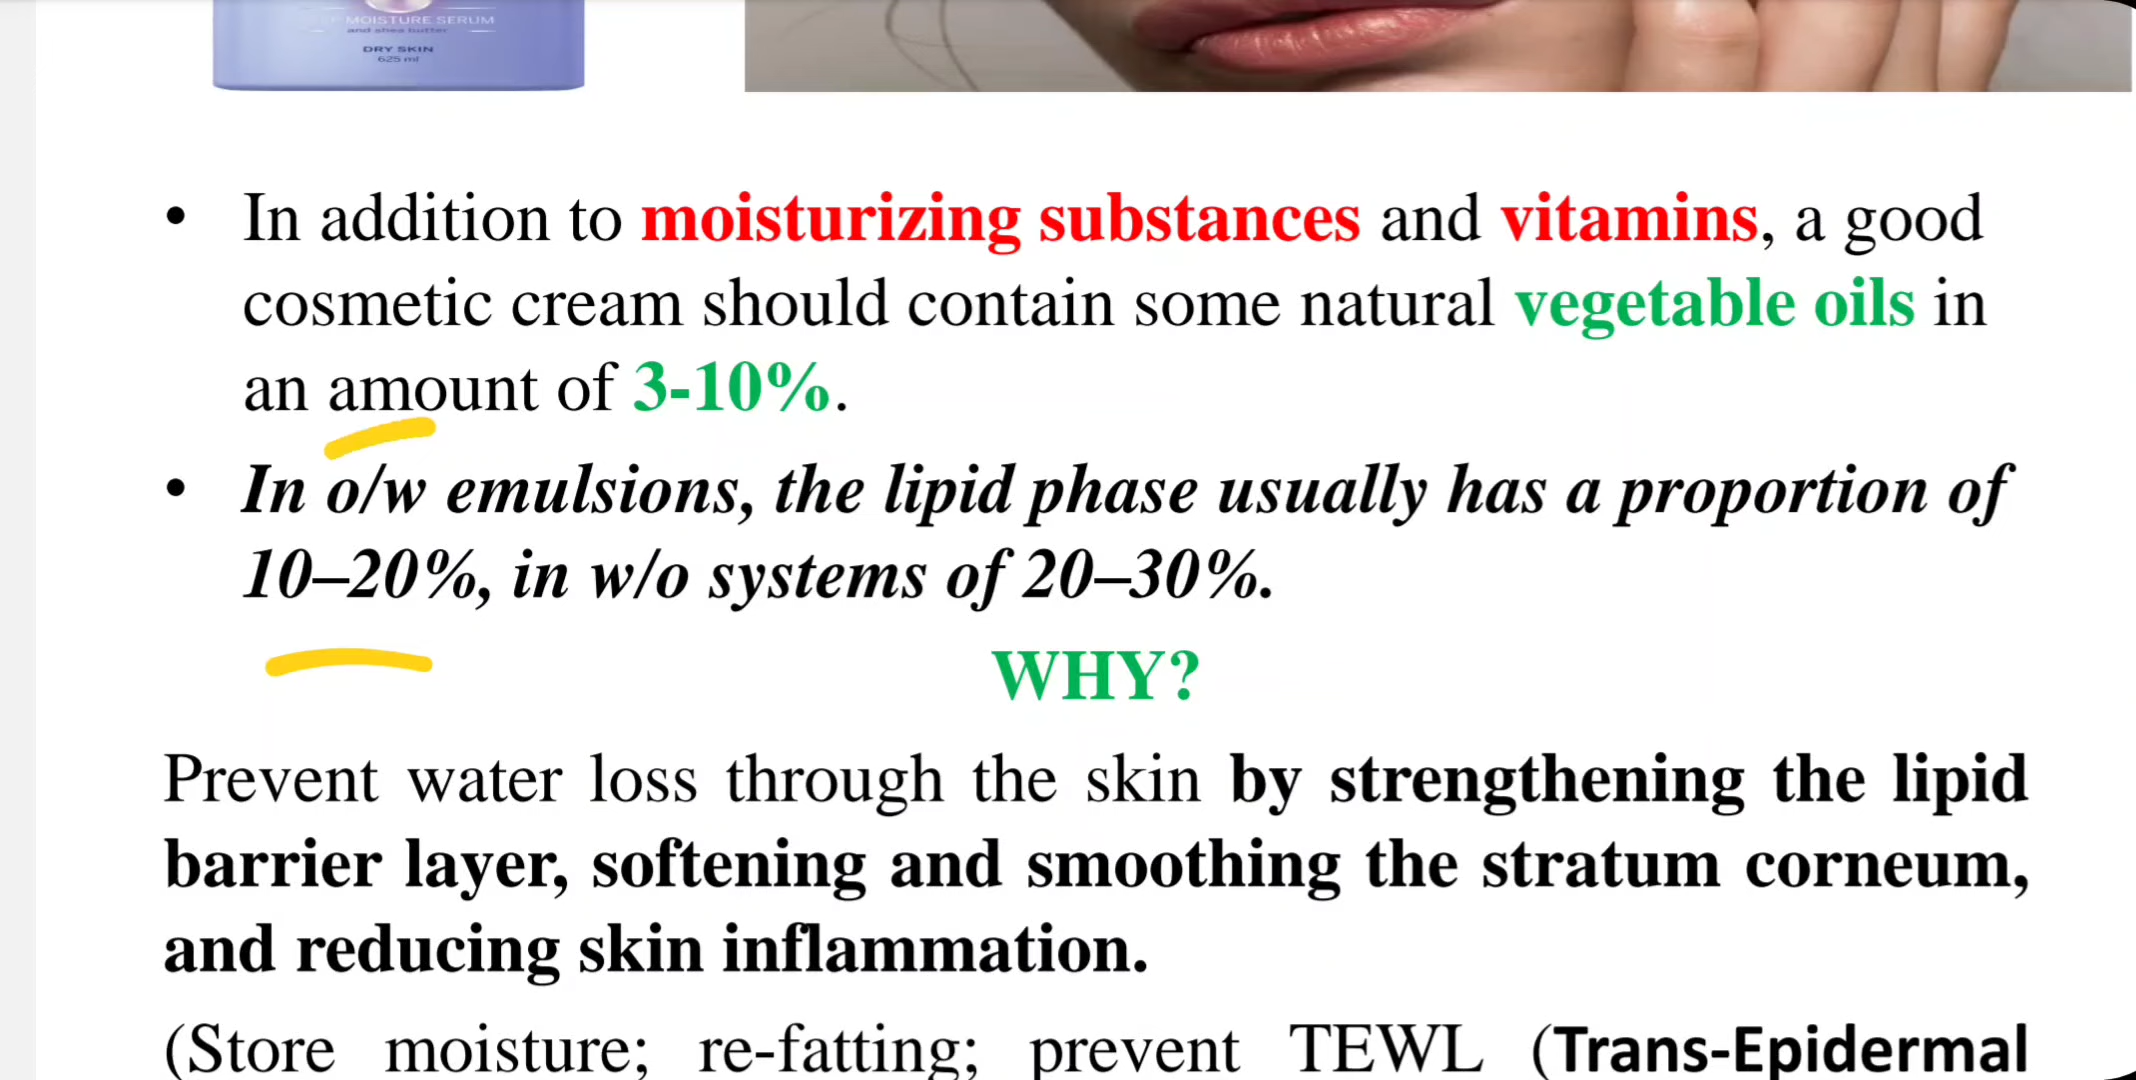 MOISTURE SERUM
and shea butter
DRY SKIN
625 ml
• In addition to moisturizing substances and vitamins, a good
cosmetic cream should contain some natural vegetable oils in
an amount of 3-10%.
• In o/w emulsions, the lipid phase usually has a proportion of
10–20%, in w/o systems of 20–30%.
WHY?
Prevent water loss through the skin by strengthening the lipid
barrier layer, softening and smoothing the stratum corneum,
and reducing skin inflammation.
(Store moisture; re-fatting; prevent TEWL (Trans-Epidermal